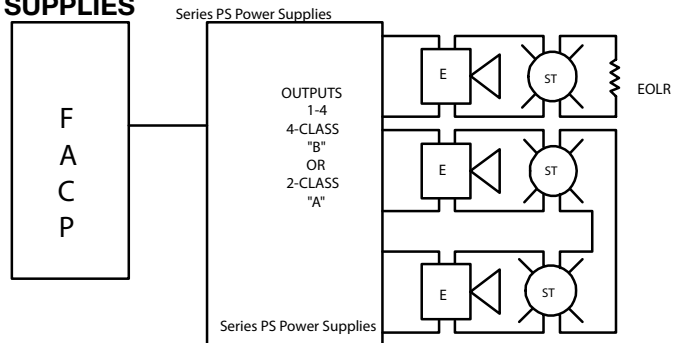 SUPPLIES
Series PS Power Supplies
F
A
C
P
OUTPUTS
1-4
4-CLASS
"B"
OR
2-CLASS
"A"
E
ST
EOLR
E
ST
E
ST
Series PS Power Supplies